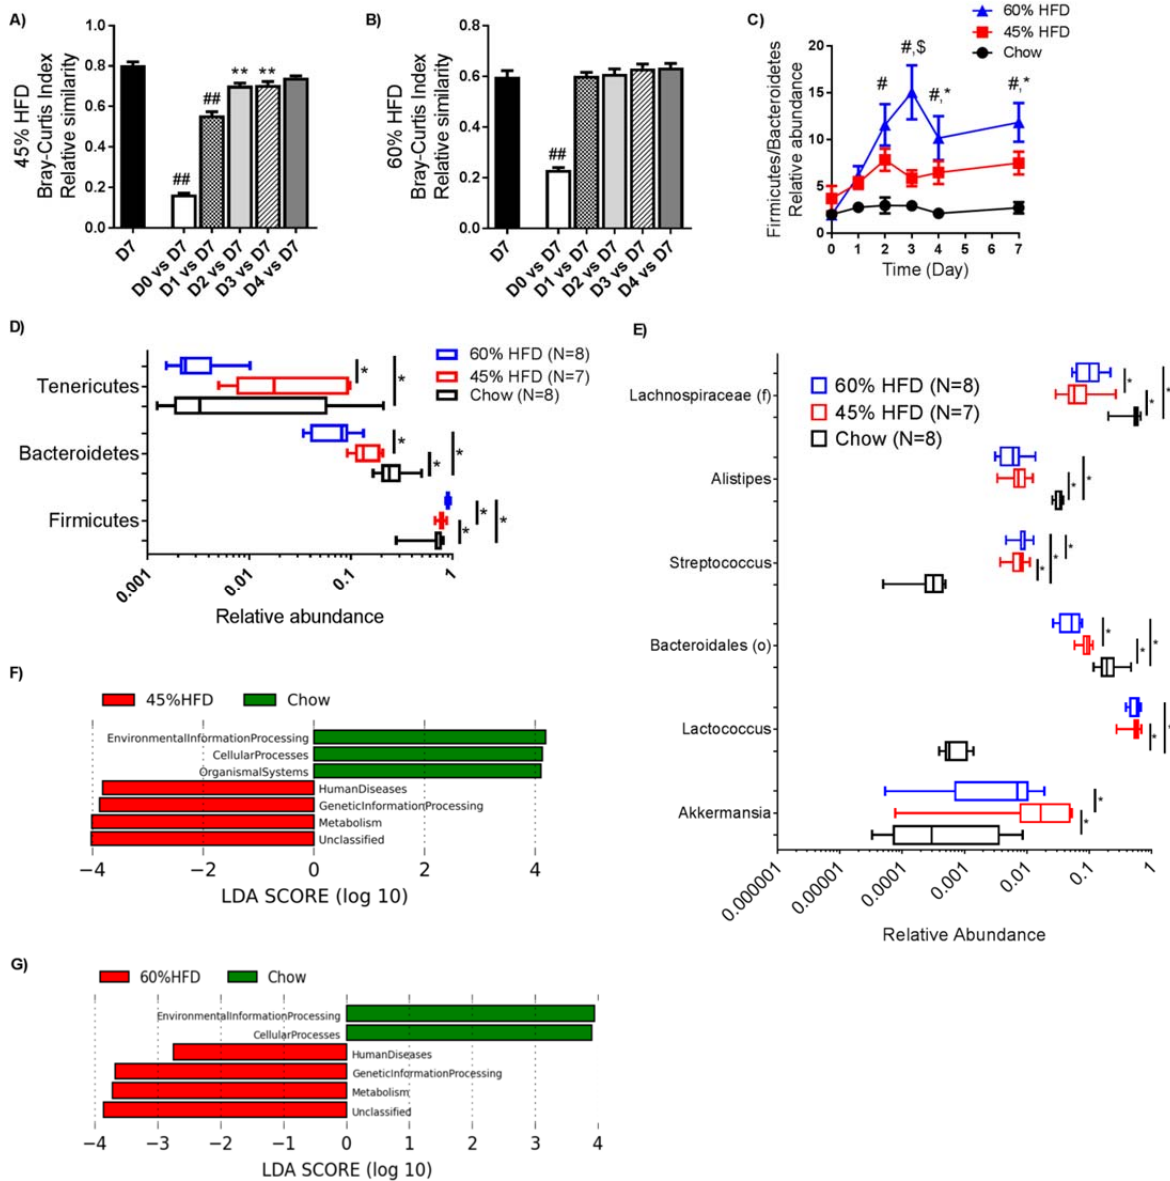 A)
45% HFD
Bray-Curtis Index
Relative similarity
1.0
0.8
0.6
0.4
0.2
0.0
##
##
**
**
D7
D0 vs D7
D1 vs D7
D2 vs D7
D3 vs D7
D4 vs D7
B)
60% HFD
Bray-Curtis Index
Relative similarity
0.8
0.6
0.4
0.2
0.0
##
D7
D0 vs D7
D1 vs D7
D2 vs D7
D3 vs D7
D4 vs D7
C)
60% HFD
45% HFD
Chow
Firmicutes/Bacteroidetes
Relative abundance
20
15
10
5
0
#
#,$
#,*
#,*
0 1 2 3 4 5 6 7
Time (Day)
D)
60% HFD (N=8)
45% HFD (N=7)
Chow (N=8)
Tenericutes
* *
Bacteroidetes
* * *
Firmicutes
* * *
0.001
0.01
0.1
1
Relative abundance
E)
60% HFD (N=8)
45% HFD (N=7)
Chow (N=8)
Lachnospiraceae (f)
* * *
Alistipes
* *
Streptococcus
* * *
Bacteroidales (o)
* * *
Lactococcus
* *
Akkermansia
* *
0.000001
0.00001
0.0001
0.001
0.01
0.1
1
Relative Abundance
F)
45%HFD
Chow
EnvironmentalInformationProcessing
CellularProcesses
OrganismalSystems
HumanDiseases
GeneticInformationProcessing
Metabolism
Unclassified
−4 −2 0 2 4
LDA SCORE (log 10)
G)
60%HFD
Chow
EnvironmentalInformationProcessing
CellularProcesses
HumanDiseases
GeneticInformationProcessing
Metabolism
Unclassified
−4 −3 −2 −1 0 1 2 3 4
LDA SCORE (log 10)